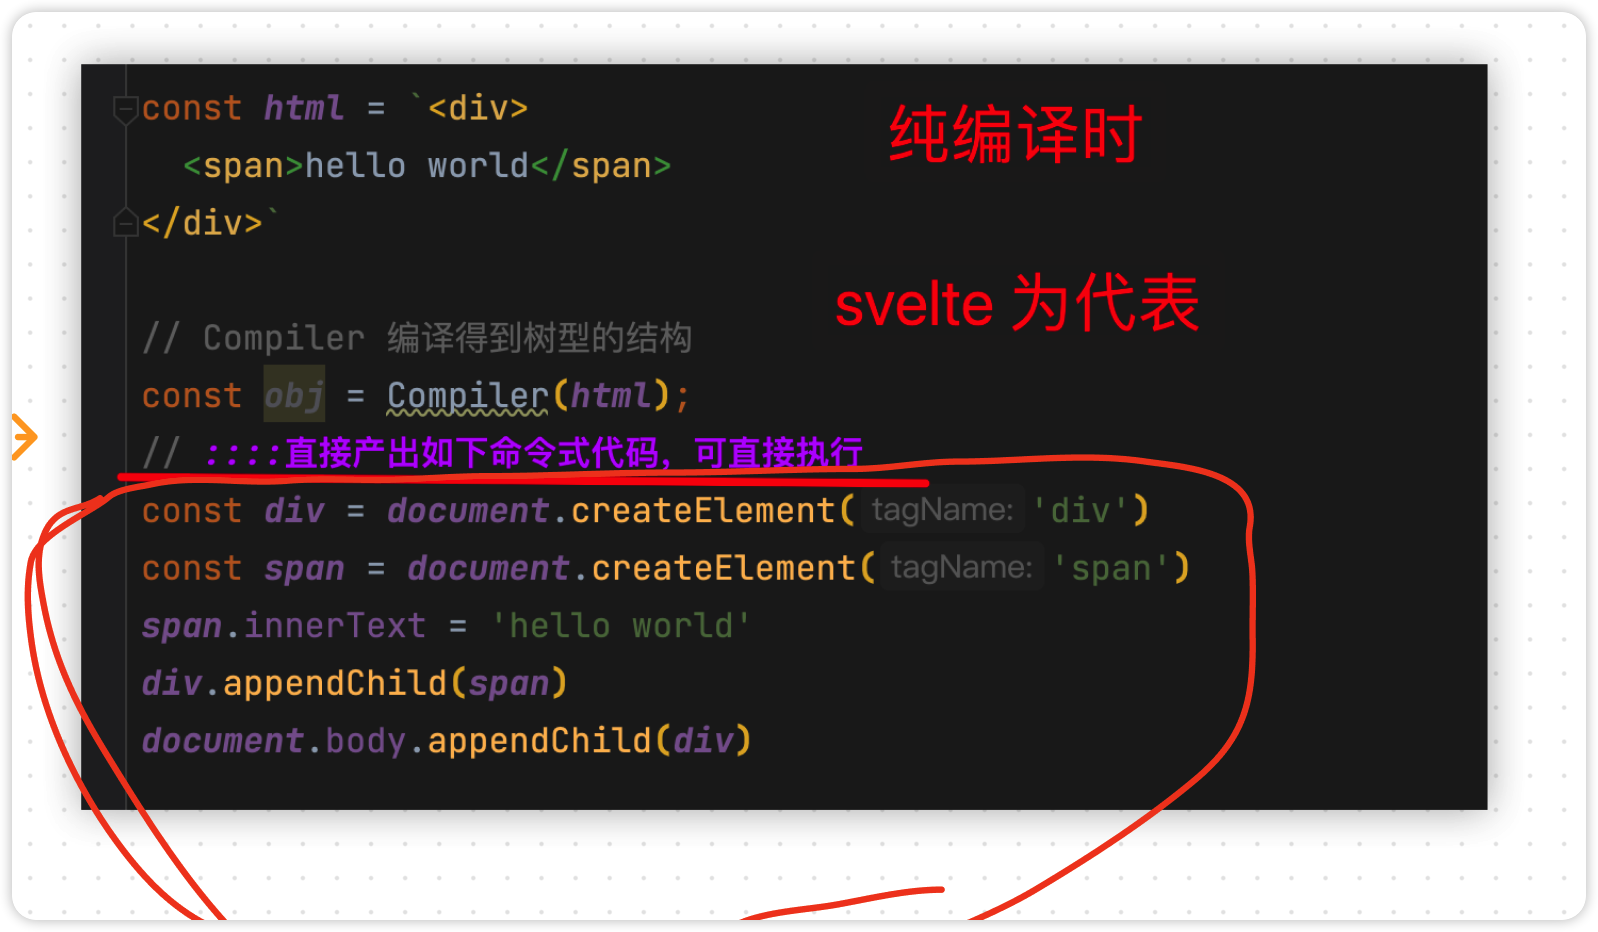 const html = `<div>
纯编译时
<span>hello world</span>
</div>`
svelte 为代表
// Compiler 编译得到树型的结构
const obj = Compiler(html);
// ::::直接产出如下命令式代码，可直接执行
const div = document.createElement( tagName: 'div')
const span = document.createElement( tagName: 'span')
span.innerText = 'hello world'
div.appendChild(span)
document.body.appendChild(div)